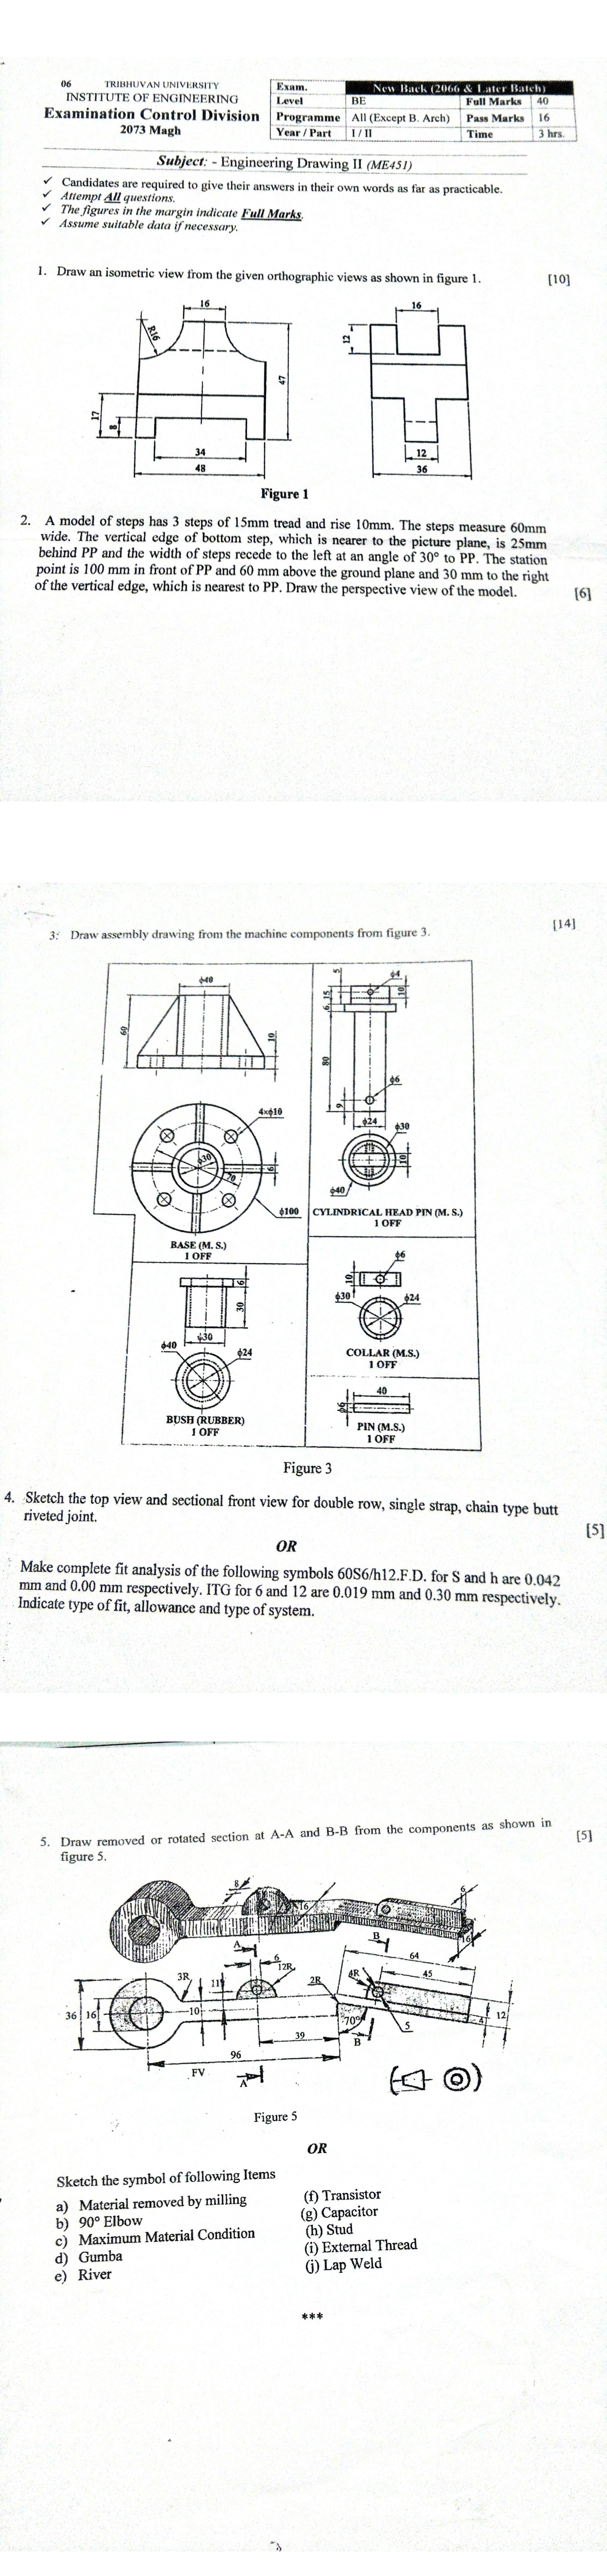 06 TRIBHUVAN UNIVERSITY
INSTITUTE OF ENGINEERING
Examination Control Division
2073 Magh
Exam. New Back (2066 & Later Batch)
Level BE Full Marks 40
Programme All (Except B. Arch) Pass Marks 16
Year / Part I / II Time 3 hrs.
Subject: - Engineering Drawing II (ME451)
✓ Candidates are required to give their answers in their own words as far as practicable.
✓ Attempt All questions.
✓ The figures in the margin indicate Full Marks.
✓ Assume suitable data if necessary.
1. Draw an isometric view from the given orthographic views as shown in figure 1. [10]
16
R16
47
17
8
34
48
16
12
12
36
Figure 1
2. A model of steps has 3 steps of 15mm tread and rise 10mm. The steps measure 60mm
wide. The vertical edge of bottom step, which is nearer to the picture plane, is 25mm
behind PP and the width of steps recede to the left at an angle of 30° to PP. The station
point is 100 mm in front of PP and 60 mm above the ground plane and 30 mm to the right
of the vertical edge, which is nearest to PP. Draw the perspective view of the model. [6]
3: Draw assembly drawing from the machine components from figure 3. [14]
ϕ40
60
10
4×ϕ10
ϕ30
70
6
ϕ100
BASE (M. S.)
1 OFF
5
ϕ4
15
10
6
80
ϕ6
9
ϕ24
ϕ30
10
ϕ40
CYLINDRICAL HEAD PIN (M. S.)
1 OFF
6
30
ϕ30
ϕ40
ϕ24
BUSH (RUBBER)
1 OFF
ϕ6
10
ϕ30
ϕ24
COLLAR (M.S.)
1 OFF
40
ϕ6
PIN (M.S.)
1 OFF
Figure 3
4. Sketch the top view and sectional front view for double row, single strap, chain type butt
riveted joint. [5]
OR
Make complete fit analysis of the following symbols 60S6/h12.F.D. for S and h are 0.042
mm and 0.00 mm respectively. ITG for 6 and 12 are 0.019 mm and 0.30 mm respectively.
Indicate type of fit, allowance and type of system.
5. Draw removed or rotated section at A-A and B-B from the components as shown in
figure 5. [5]
8
16
6
16
A
B
64
6
12R
45
3R
11
2R
4R
36
16
10
70°
5
4
12
39
B
96
FV
A
Figure 5
OR
Sketch the symbol of following Items
a) Material removed by milling
b) 90° Elbow
c) Maximum Material Condition
d) Gumba
e) River
(f) Transistor
(g) Capacitor
(h) Stud
(i) External Thread
(j) Lap Weld
***